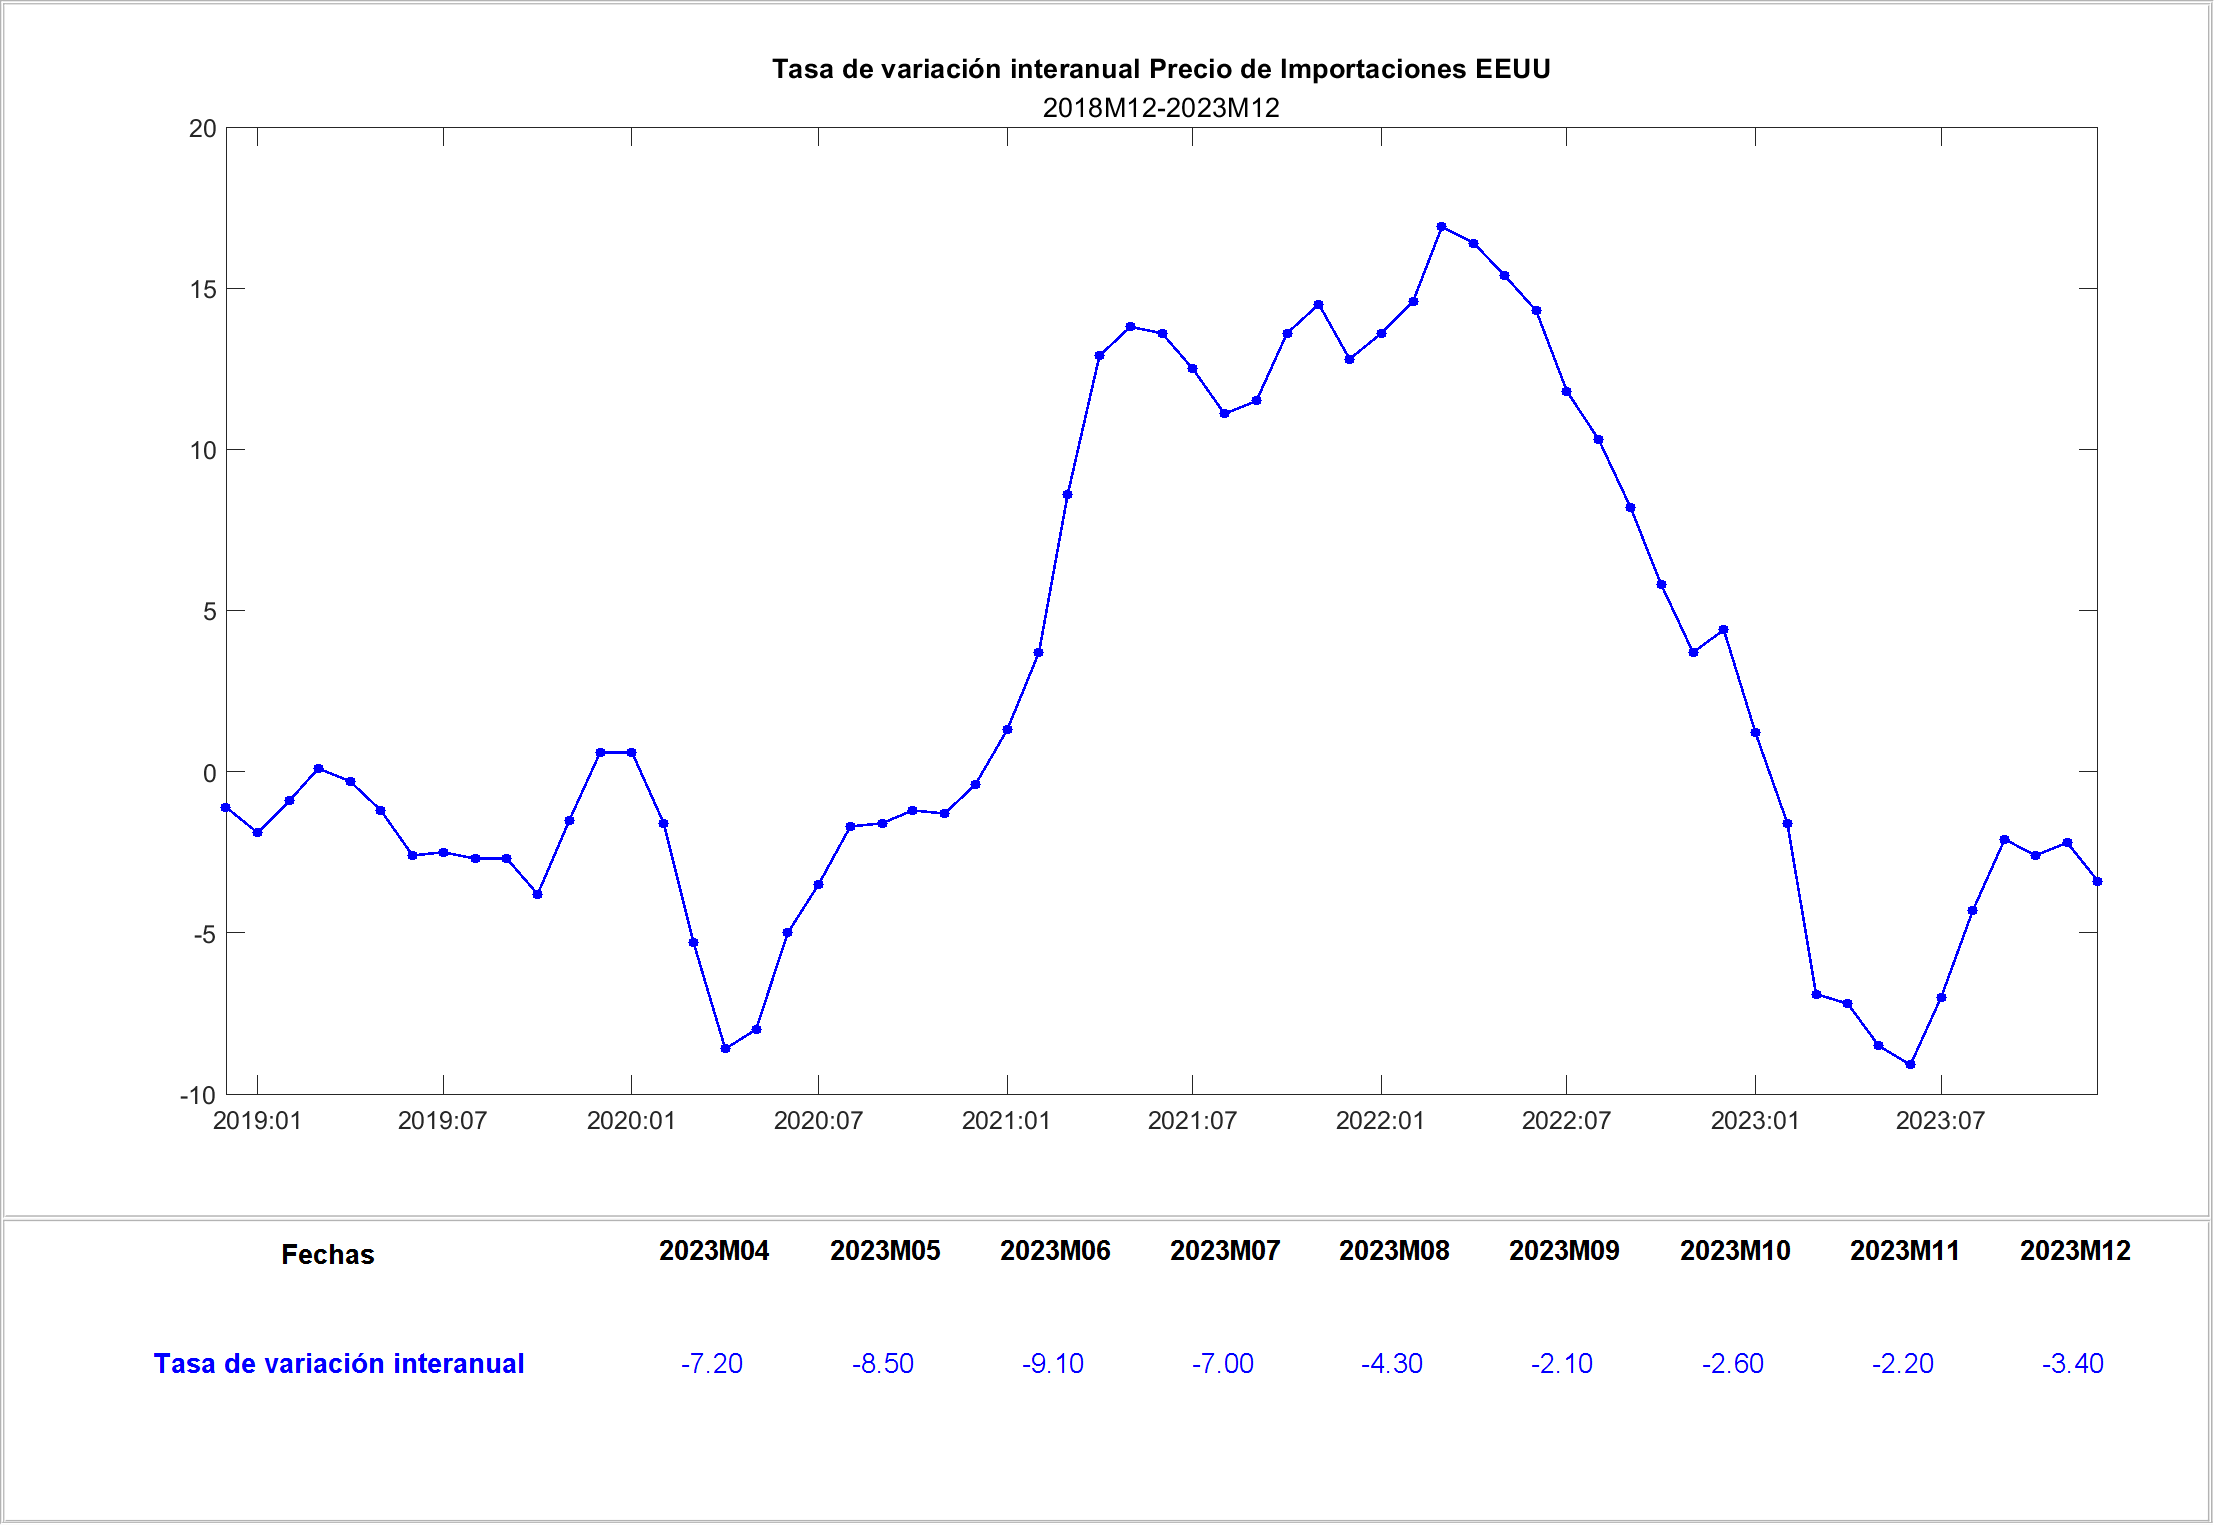 Tasa de variación interanual Precio de Importaciones EEUU
2018M12-2023M12
20
15
10
5
0
-5
-10
2019:01 2019:07 2020:01 2020:07 2021:01 2021:07 2022:01 2022:07 2023:01 2023:07
Fechas 2023M04 2023M05 2023M06 2023M07 2023M08 2023M09 2023M10 2023M11 2023M12
Tasa de variación interanual -7.20 -8.50 -9.10 -7.00 -4.30 -2.10 -2.60 -2.20 -3.40